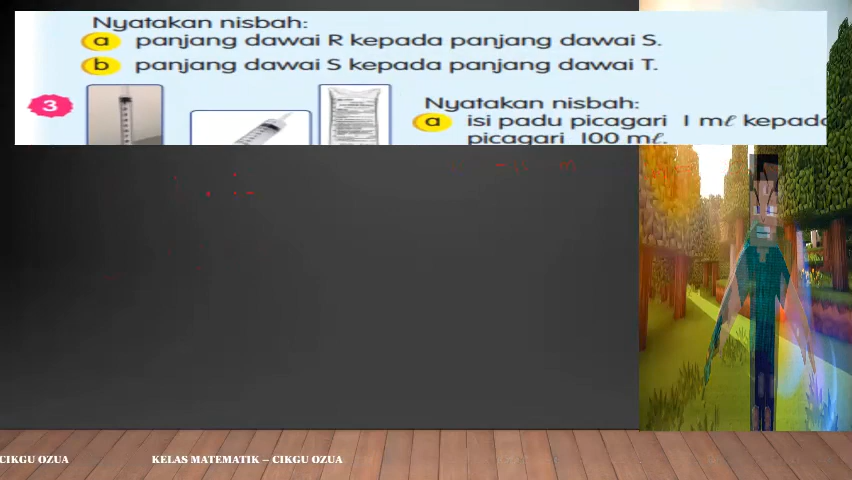 Nyatakan nisbah:
a panjang dawai R kepada panjang dawai S.
b panjang dawai S kepada panjang dawai T.
3
Nyatakan nisbah:
a isi padu picagari 1 mℓ kepada
picagari 100 mℓ.
CIKGU OZUA
KELAS MATEMATIK – CIKGU OZUA